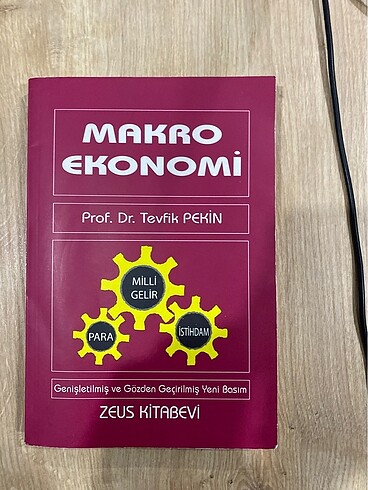 MAKRO
EKONOMİ
Prof. Dr. Tevfik PEKİN
MİLLİ
GELİR
PARA
İSTİHDAM
Genişletilmiş ve Gözden Geçirilmiş Yeni Basım
ZEUS KİTABEVİ